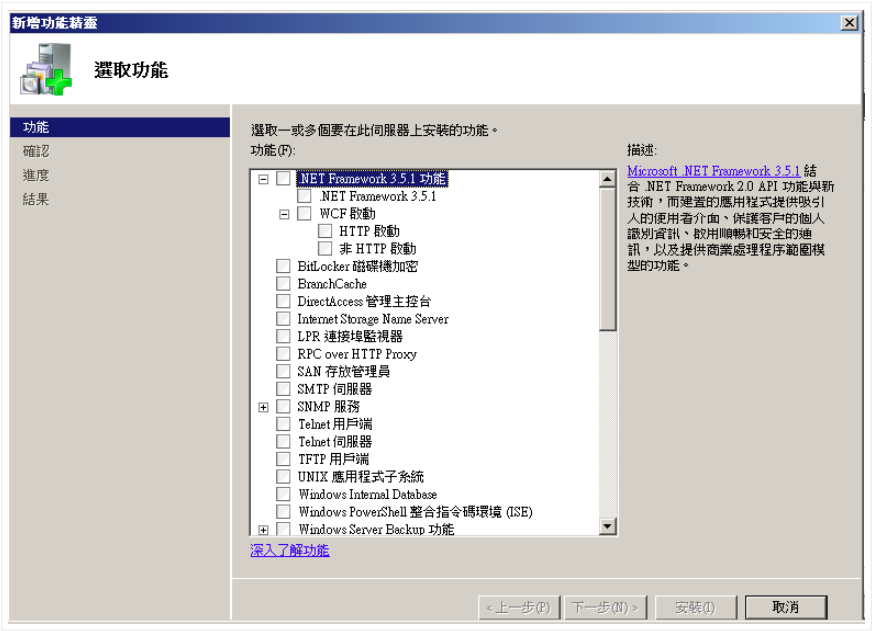 新增功能精靈
選取功能
功能
確認
進度
結果
選取一或多個要在此伺服器上安裝的功能。
功能(F):
.NET Framework 3.5.1 功能
.NET Framework 3.5.1
WCF 啟動
HTTP 啟動
非 HTTP 啟動
BitLocker 磁碟機加密
BranchCache
DirectAccess 管理主控台
Internet Storage Name Server
LPR 連接埠監視器
RPC over HTTP Proxy
SAN 存放管理員
SMTP 伺服器
SNMP 服務
Telnet 用戶端
Telnet 伺服器
TFTP 用戶端
UNIX 應用程式子系統
Windows Internal Database
Windows PowerShell 整合指令碼環境 (ISE)
Windows Server Backup 功能
深入了解功能
描述:
Microsoft .NET Framework 3.5.1 結
合 .NET Framework 2.0 API 功能與新
技術，而建置的應用程式提供吸引
人的使用者介面、保護客戶的個人
識別資訊、啟用順暢和安全的通
訊，以及提供商業處理程序範圍模
型的功能。
< 上一步(P)
下一步(N) >
安裝(I)
取消